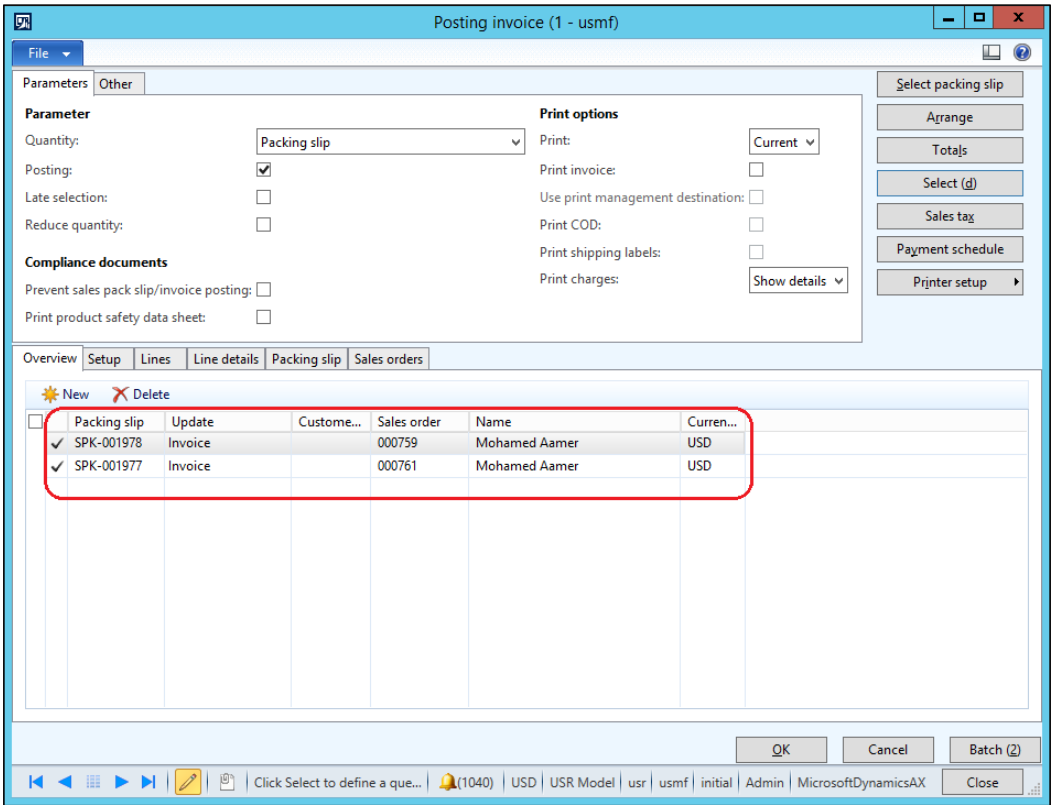 Posting invoice (1 - usmf)
File
Parameters Other
Select packing slip
Parameter
Print options
Arrange
Quantity: Packing slip
Print: Current
Totals
Posting:
Print invoice:
Select (d)
Late selection:
Use print management destination:
Reduce quantity:
Print COD:
Sales tax
Print shipping labels:
Payment schedule
Compliance documents
Print charges: Show details
Printer setup
Prevent sales pack slip/invoice posting:
Print product safety data sheet:
Overview Setup Lines Line details Packing slip Sales orders
New Delete
Packing slip Update Custome... Sales order Name Curren...
SPK-001978 Invoice 000759 Mohamed Aamer USD
SPK-001977 Invoice 000761 Mohamed Aamer USD
OK Cancel Batch (2)
Click Select to define a que... (1040) USD USR Model usr usmf initial Admin MicrosoftDynamicsAX Close